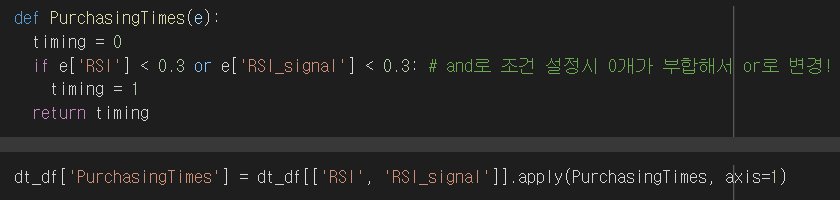 def PurchasingTimes(e):
  timing = 0
  if e['RSI'] < 0.3 or e['RSI_signal'] < 0.3: # and로 조건 설정시 0개가 부합해서 or로 변경!
    timing = 1
  return timing
dt_df['PurchasingTimes'] = dt_df[['RSI', 'RSI_signal']].apply(PurchasingTimes, axis=1)